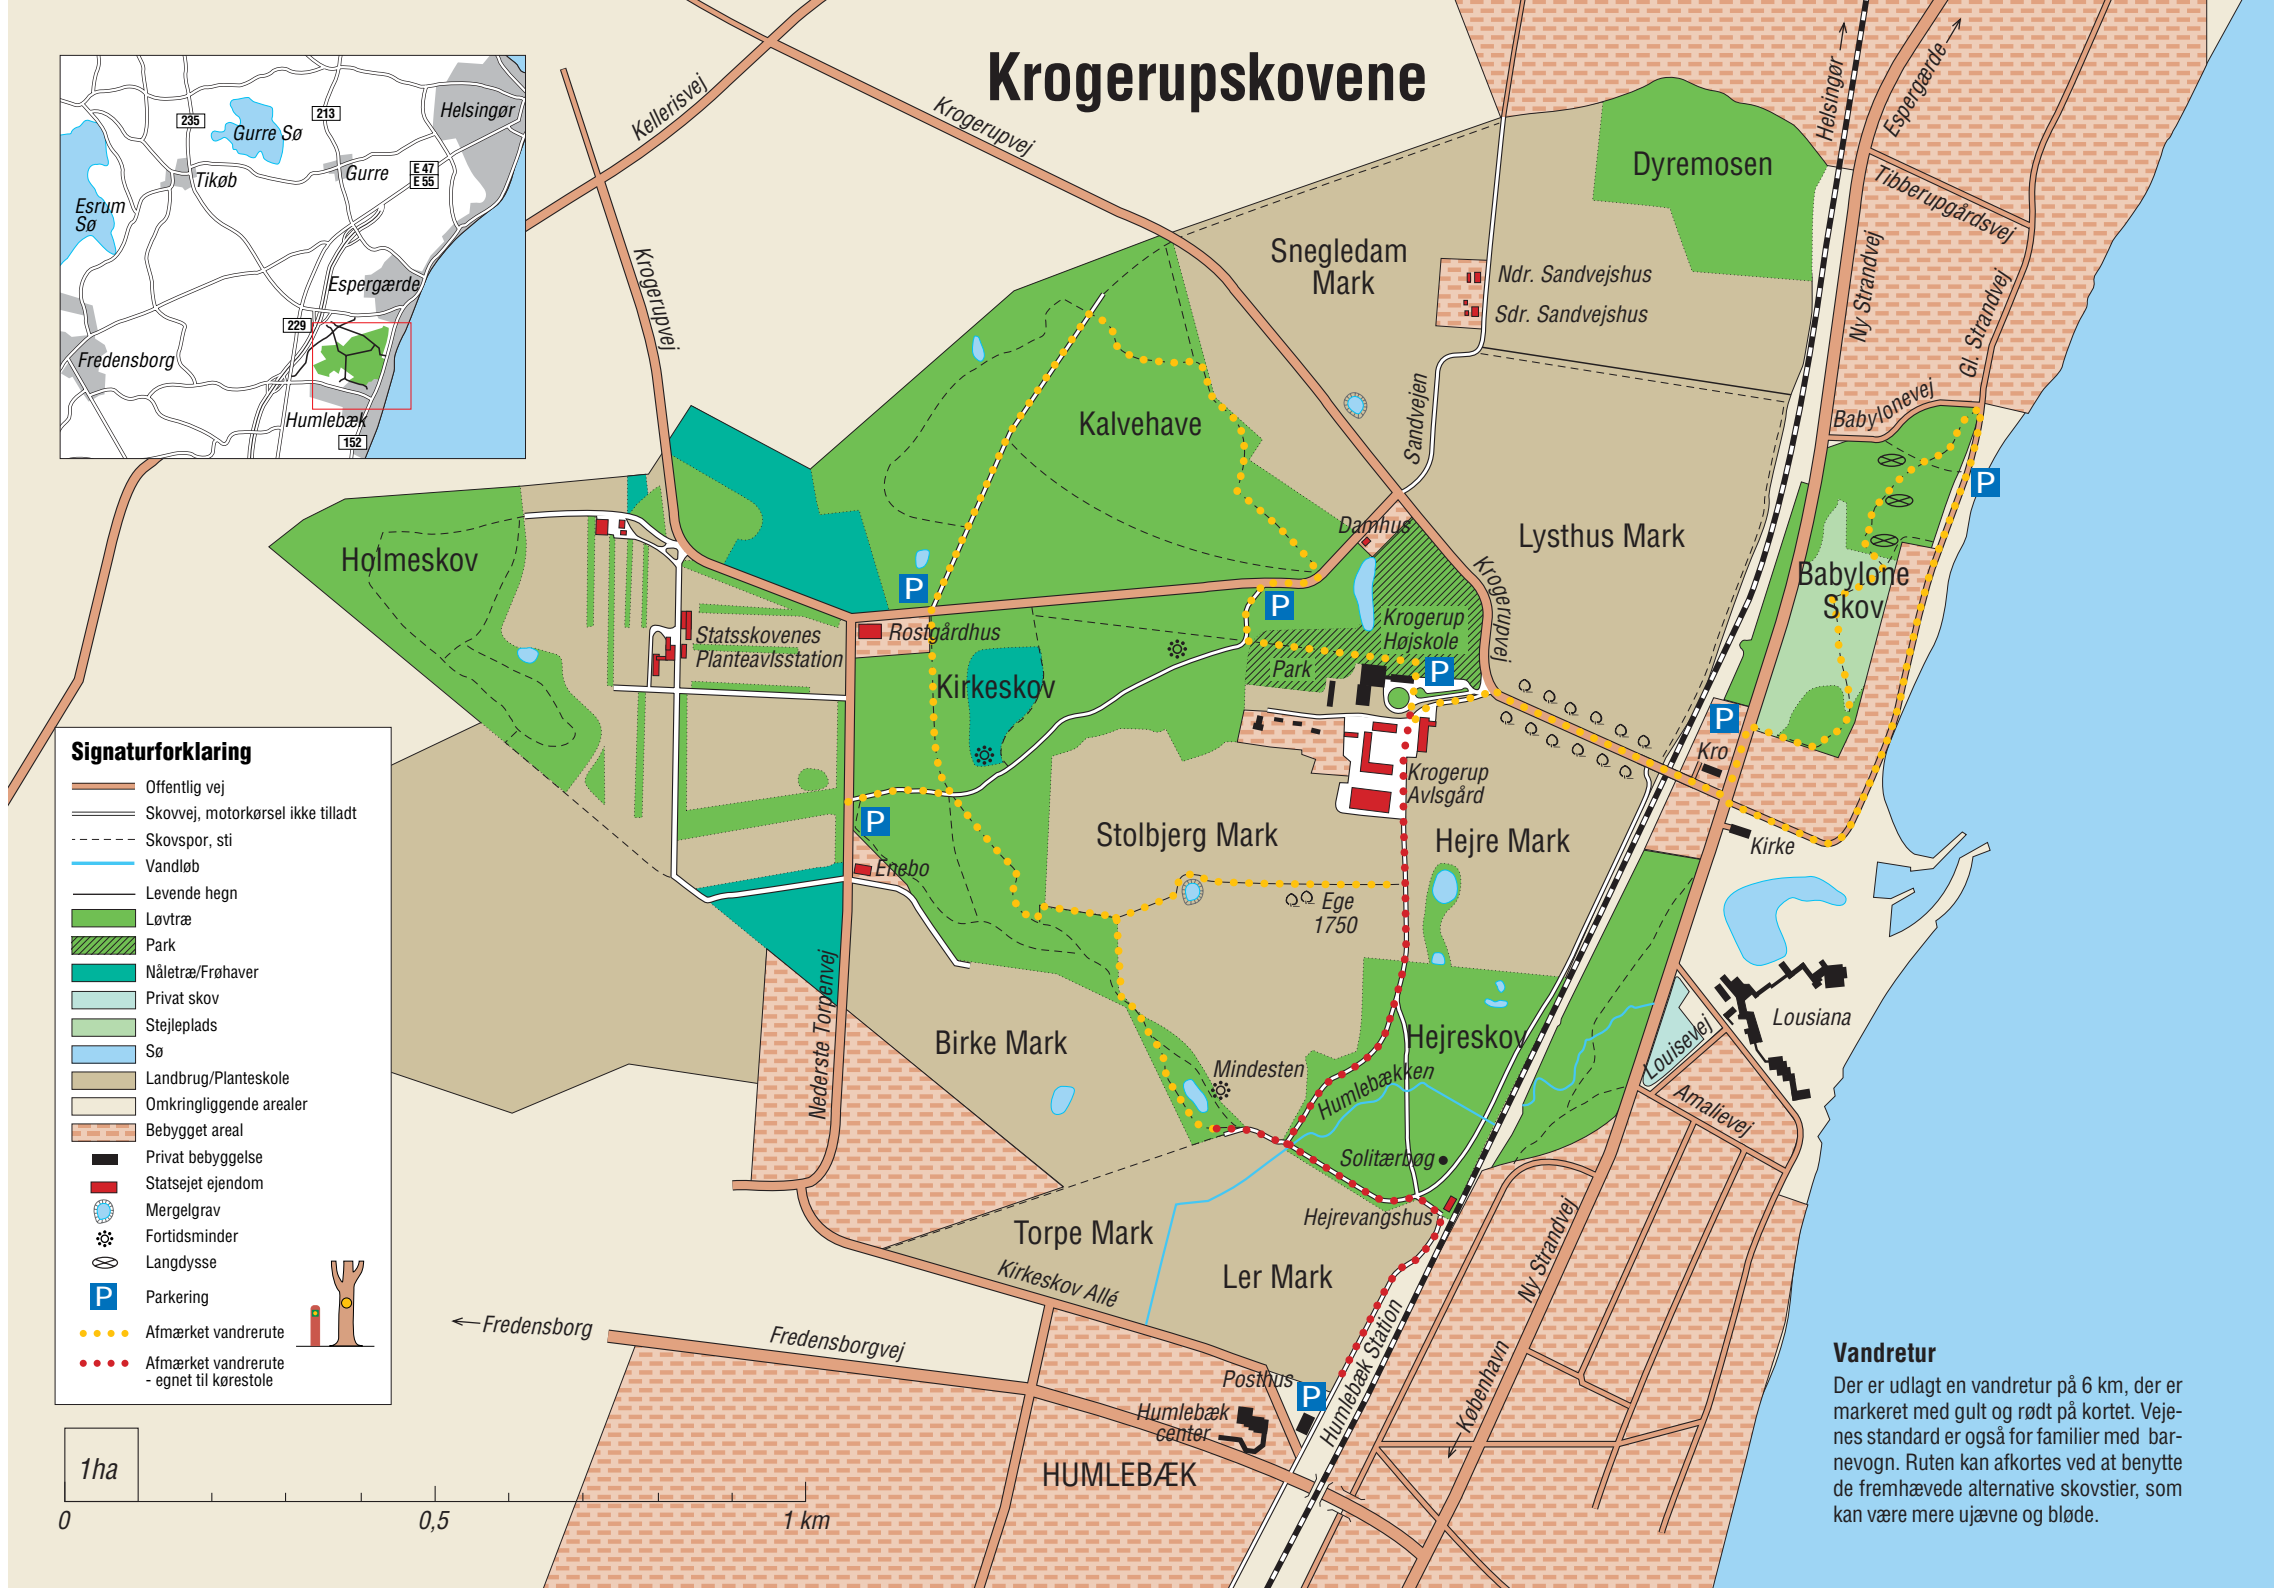 Krogerupskovene
Helsingør
235
213
Gurre Sø
Tikøb
Gurre
E 47
E 55
Esrum
Sø
Espergærde
229
Fredensborg
Humlebæk
152
Kellerisvej
Krogerupvej
Krogerupvej
Helsingør
Espergærde
Dyremosen
Tibberupgårdsvej
Snegledam
Mark
Ndr. Sandvejshus
Sdr. Sandvejshus
Ny Strandvej
Gl. Strandvej
Babylonevej
Sandvejen
Kalvehave
P
Damhus
Lysthus Mark
Holmeskov
Babylone
Skov
P
P
Krogerupvej
Krogerup
Højskole
Statsskovenes
Planteavlsstation
Rostgårdhus
Kirkeskov
Park
P
P
Kro
Krogerup
Avlsgård
P
Stolbjerg Mark
Hejre Mark
Kirke
Enebo
Ege
1750
Nederste Torpenvej
Birke Mark
Hejreskov
Lousiana
Louisevej
Mindesten
Humlebækken
Amalievej
Solitærbøg
Hejrevangshus
Torpe Mark
Ler Mark
Kirkeskov Allé
Ny Strandvej
Fredensborg
Fredensborgvej
Humlebæk Station
København
Posthus
P
Humlebæk
center
HUMLEBÆK
Signaturforklaring
Offentlig vej
Skovvej, motorkørsel ikke tilladt
Skovspor, sti
Vandløb
Levende hegn
Løvtræ
Park
Nåletræ/Frøhaver
Privat skov
Stejleplads
Sø
Landbrug/Planteskole
Omkringliggende arealer
Bebygget areal
Privat bebyggelse
Statsejet ejendom
Mergelgrav
Fortidsminder
Langdysse
P Parkering
Afmærket vandrerute
Afmærket vandrerute
- egnet til kørestole
1ha
0 0,5 1 km
Vandretur
Der er udlagt en vandretur på 6 km, der er
markeret med gult og rødt på kortet. Veje-
nes standard er også for familier med bar-
nevogn. Ruten kan afkortes ved at benytte
de fremhævede alternative skovstier, som
kan være mere ujævne og bløde.